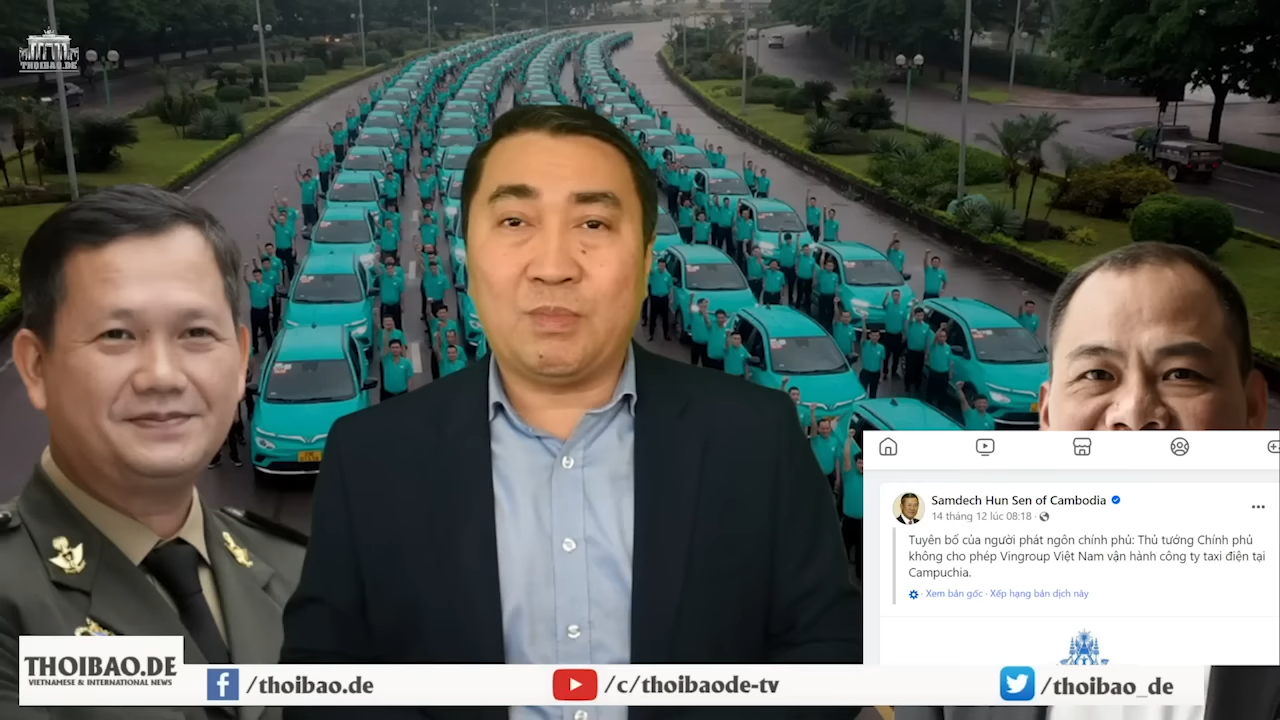 THOIBAO.DE
Samdech Hun Sen of Cambodia
14 tháng 12 lúc 08:18 ·
Tuyên bố của người phát ngôn chính phủ: Thủ tướng Chính phủ
không cho phép Vingroup Việt Nam vận hành công ty taxi điện tại
Campuchia.
· Xem bản gốc · Xếp hạng bản dịch này
THOIBAO.DE
VIETNAMESE & INTERNATIONAL NEWS
/thoibao.de
/c/thoibaode-tv
/thoibao_de